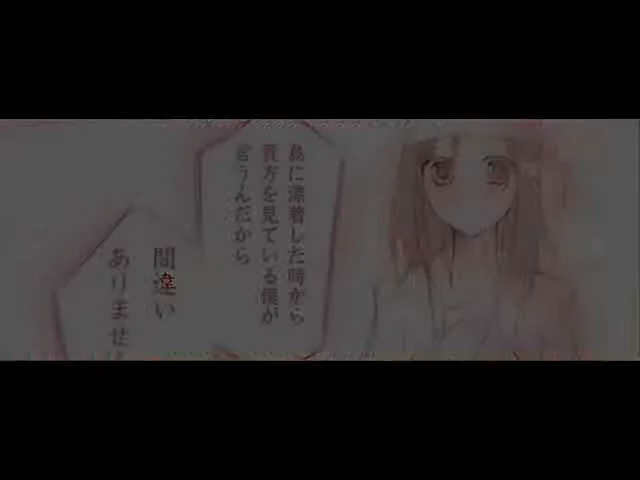 島に漂着した時から
貴方を見ている僕が
言うんだから
間違い
ありませ